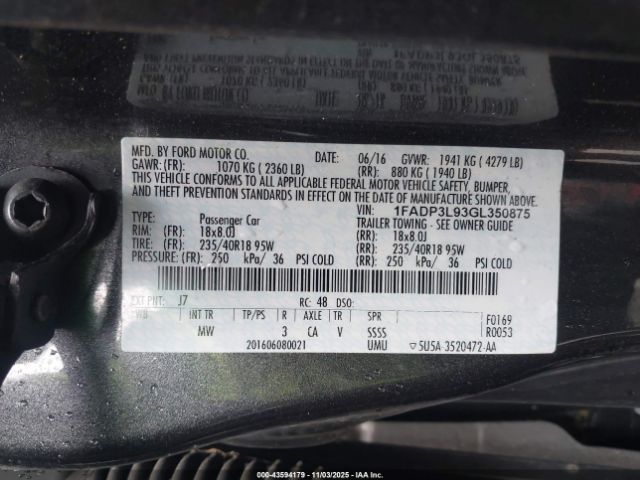 MFD. BY FORD MOTOR CO. DATE: 06/16 GVWR: 1941 KG ( 4279 LB)
GAWR: (FR): 1070 KG ( 2360 LB) (RR): 880 KG ( 1940 LB)
THIS VEHICLE CONFORMS TO ALL APPLICABLE FEDERAL MOTOR VEHICLE SAFETY, BUMPER,
AND THEFT PREVENTION STANDARDS IN EFFECT ON THE DATE OF MANUFACTURE SHOWN ABOVE.
VIN: 1FADP3L93GL350875
TYPE: Passenger Car TRAILER TOWING - SEE OWNER GUIDE
RIM: (FR): 18x8.0J (RR): 18x8.0J
TIRE: (FR): 235/40R18 95W (RR): 235/40R18 95W
PRESSURE: (FR): 250 kPa/ 36 PSI COLD (RR): 250 kPa/ 36 PSI COLD
EXT PNT: J7 RC: 48 DSO:
WB INT TR TP/PS R AXLE TR SPR F0169
MW 3 CA V SSSS R0053
201606080021 UMU ▽5U5A 3520472-AA
IAAI: 000-43594179 - 11/03/2025 - IAAI.COM